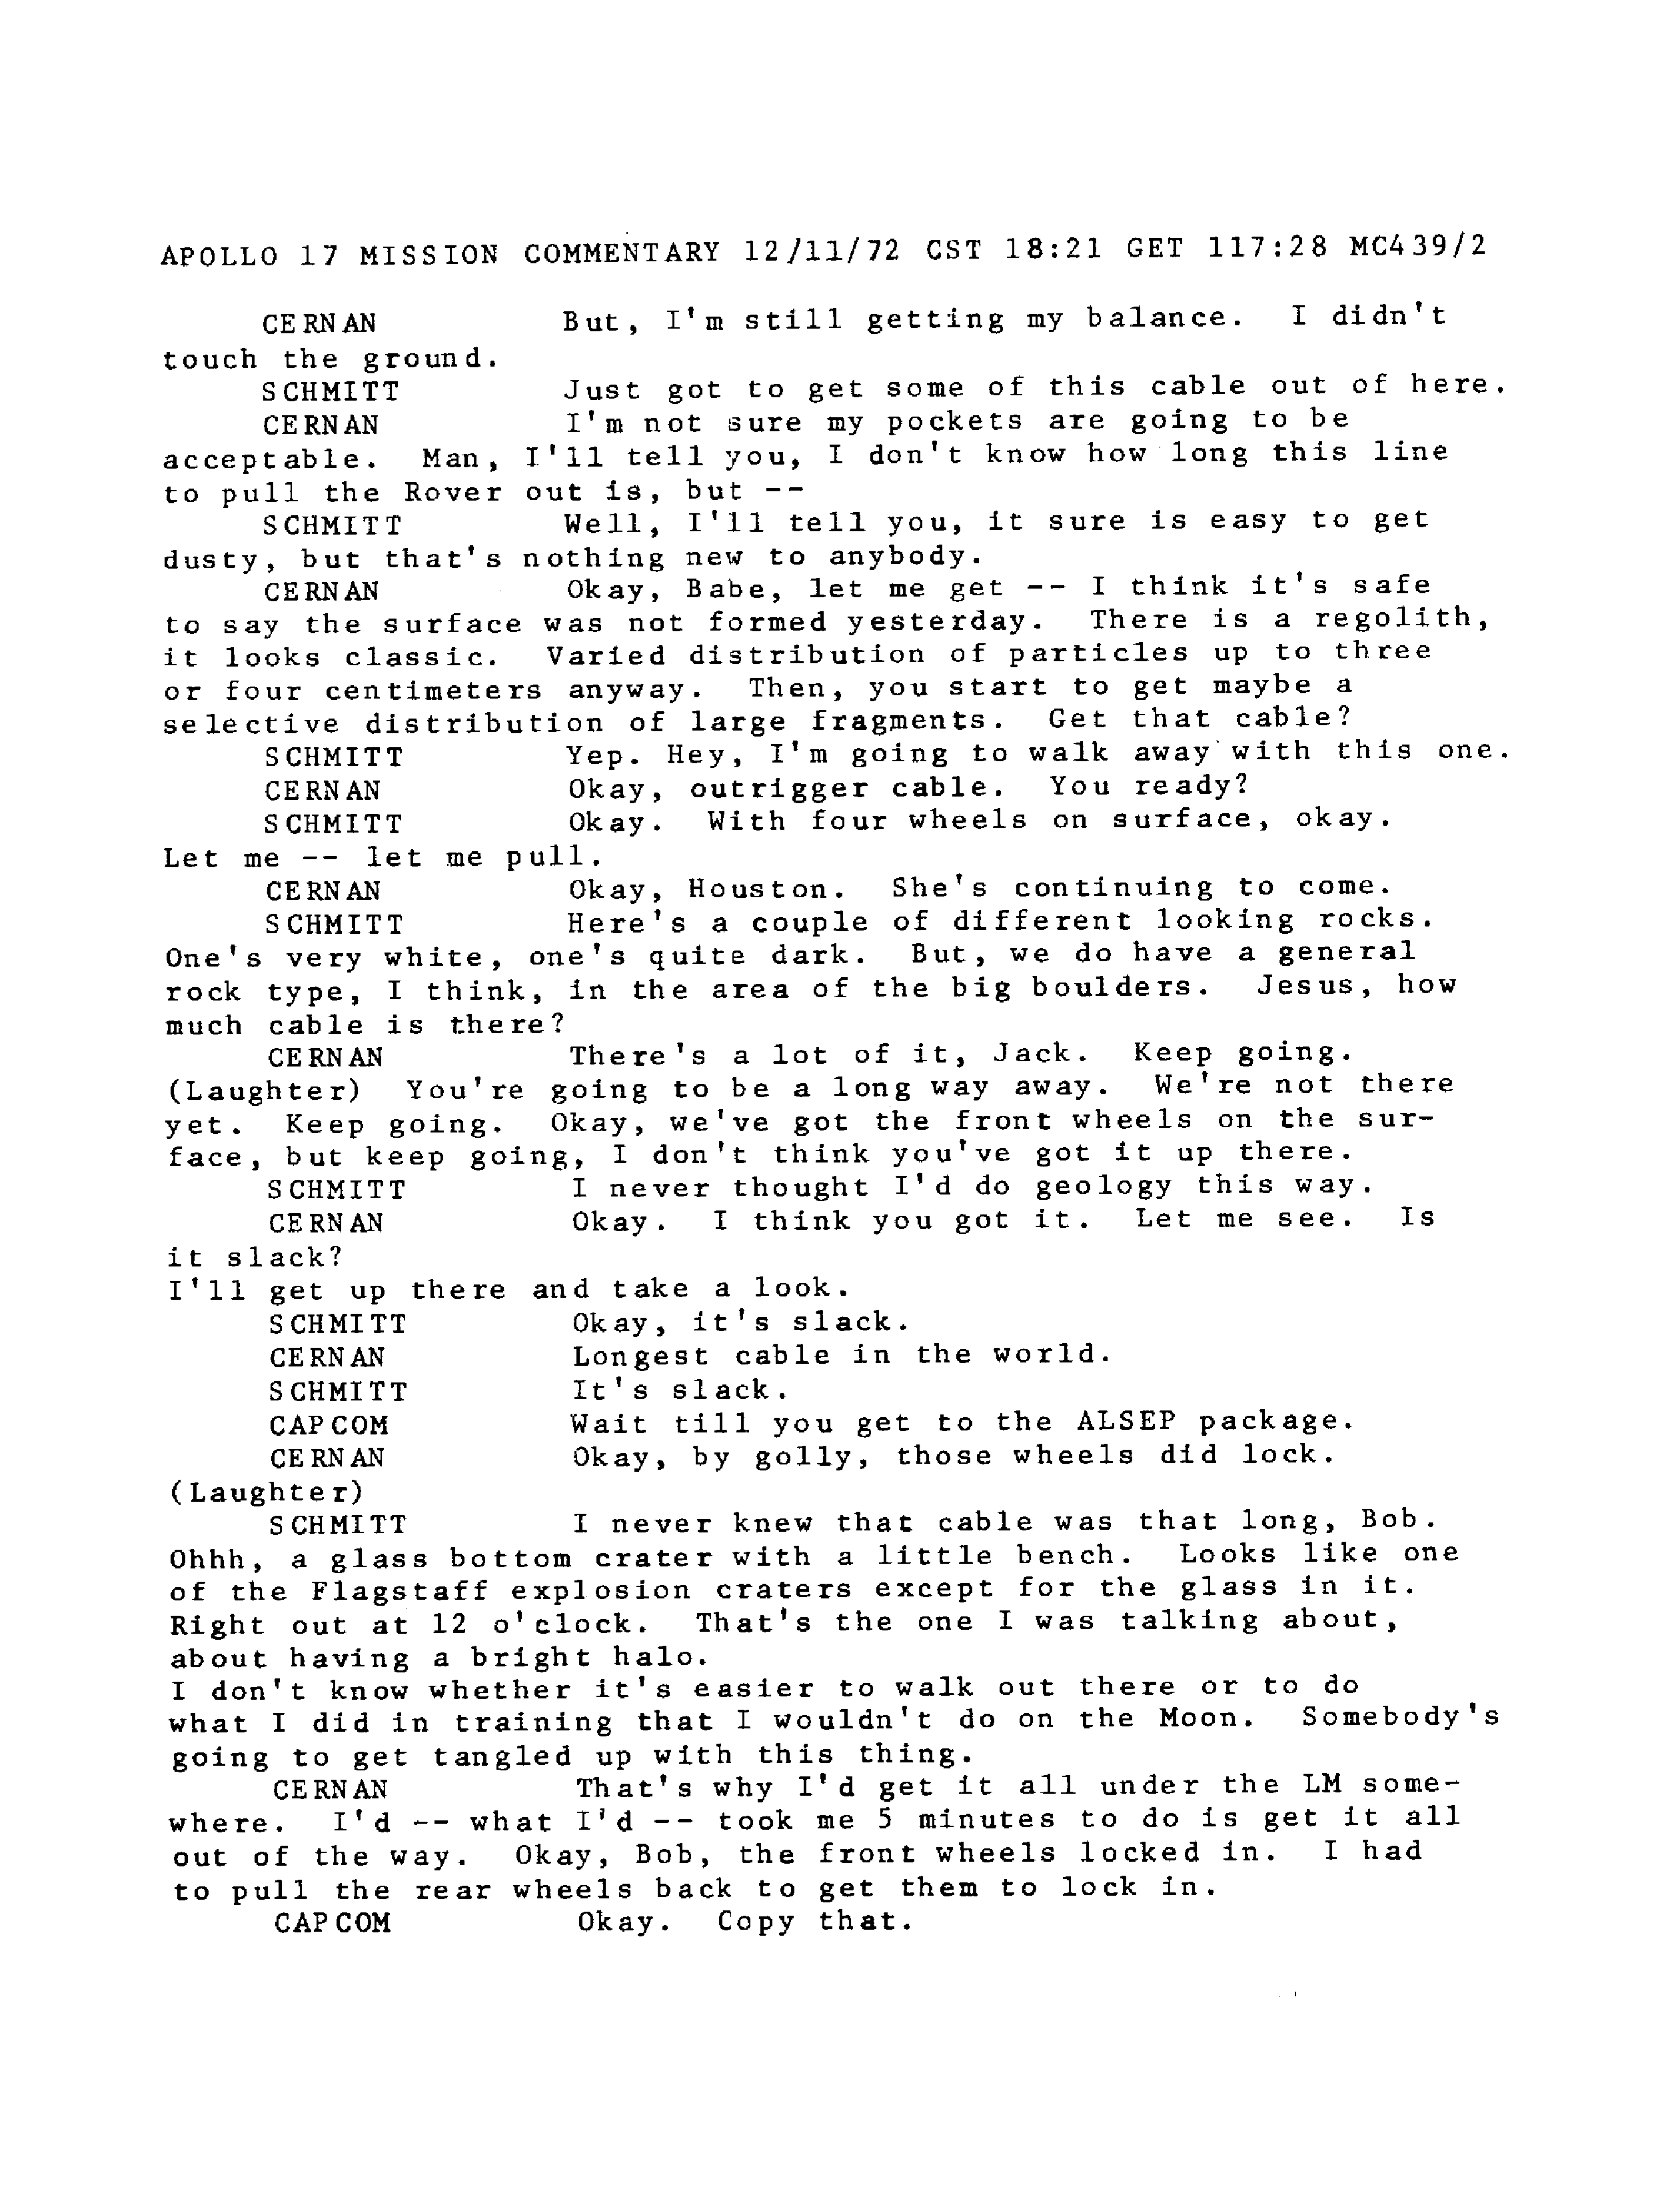 APOLLO 17 MISSION COMMENTARY 12/11/72 CST 18:21 GET 117:28 MC439/2
CERNAN But, I'm still getting my balance. I didn't
touch the ground.
SCHMITT Just got to get some of this cable out of here.
CERNAN I'm not sure my pockets are going to be
acceptable. Man, I'll tell you, I don't know how long this line
to pull the Rover out is, but --
SCHMITT Well, I'll tell you, it sure is easy to get
dusty, but that's nothing new to anybody.
CERNAN Okay, Babe, let me get -- I think it's safe
to say the surface was not formed yesterday. There is a regolith,
it looks classic. Varied distribution of particles up to three
or four centimeters anyway. Then, you start to get maybe a
selective distribution of large fragments. Get that cable?
SCHMITT Yep. Hey, I'm going to walk away with this one.
CERNAN Okay, outrigger cable. You ready?
SCHMITT Okay. With four wheels on surface, okay.
Let me -- let me pull.
CERNAN Okay, Houston. She's continuing to come.
SCHMITT Here's a couple of different looking rocks.
One's very white, one's quite dark. But, we do have a general
rock type, I think, in the area of the big boulders. Jesus, how
much cable is there?
CERNAN There's a lot of it, Jack. Keep going.
(Laughter) You're going to be a long way away. We're not there
yet. Keep going. Okay, we've got the front wheels on the sur-
face, but keep going, I don't think you've got it up there.
SCHMITT I never thought I'd do geology this way.
CERNAN Okay. I think you got it. Let me see. Is
it slack?
I'll get up there and take a look.
SCHMITT Okay, it's slack.
CERNAN Longest cable in the world.
SCHMITT It's slack.
CAPCOM Wait till you get to the ALSEP package.
CERNAN Okay, by golly, those wheels did lock.
(Laughter)
SCHMITT I never knew that cable was that long, Bob.
Ohhh, a glass bottom crater with a little bench. Looks like one
of the Flagstaff explosion craters except for the glass in it.
Right out at 12 o'clock. That's the one I was talking about,
about having a bright halo.
I don't know whether it's easier to walk out there or to do
what I did in training that I wouldn't do on the Moon. Somebody's
going to get tangled up with this thing.
CERNAN That's why I'd get it all under the LM some-
where. I'd -- what I'd -- took me 5 minutes to do is get it all
out of the way. Okay, Bob, the front wheels locked in. I had
to pull the rear wheels back to get them to lock in.
CAPCOM Okay. Copy that.